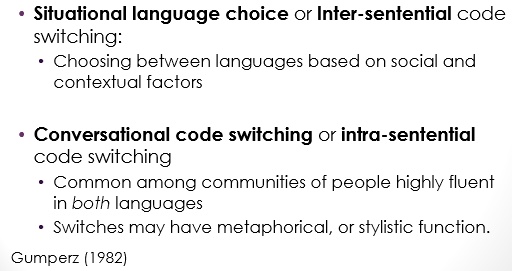 • Situational language choice or Inter-sentential code
switching:
• Choosing between languages based on social and
contextual factors
• Conversational code switching or intra-sentential
code switching
• Common among communities of people highly fluent
in both languages
• Switches may have metaphorical, or stylistic function.
Gumperz (1982)